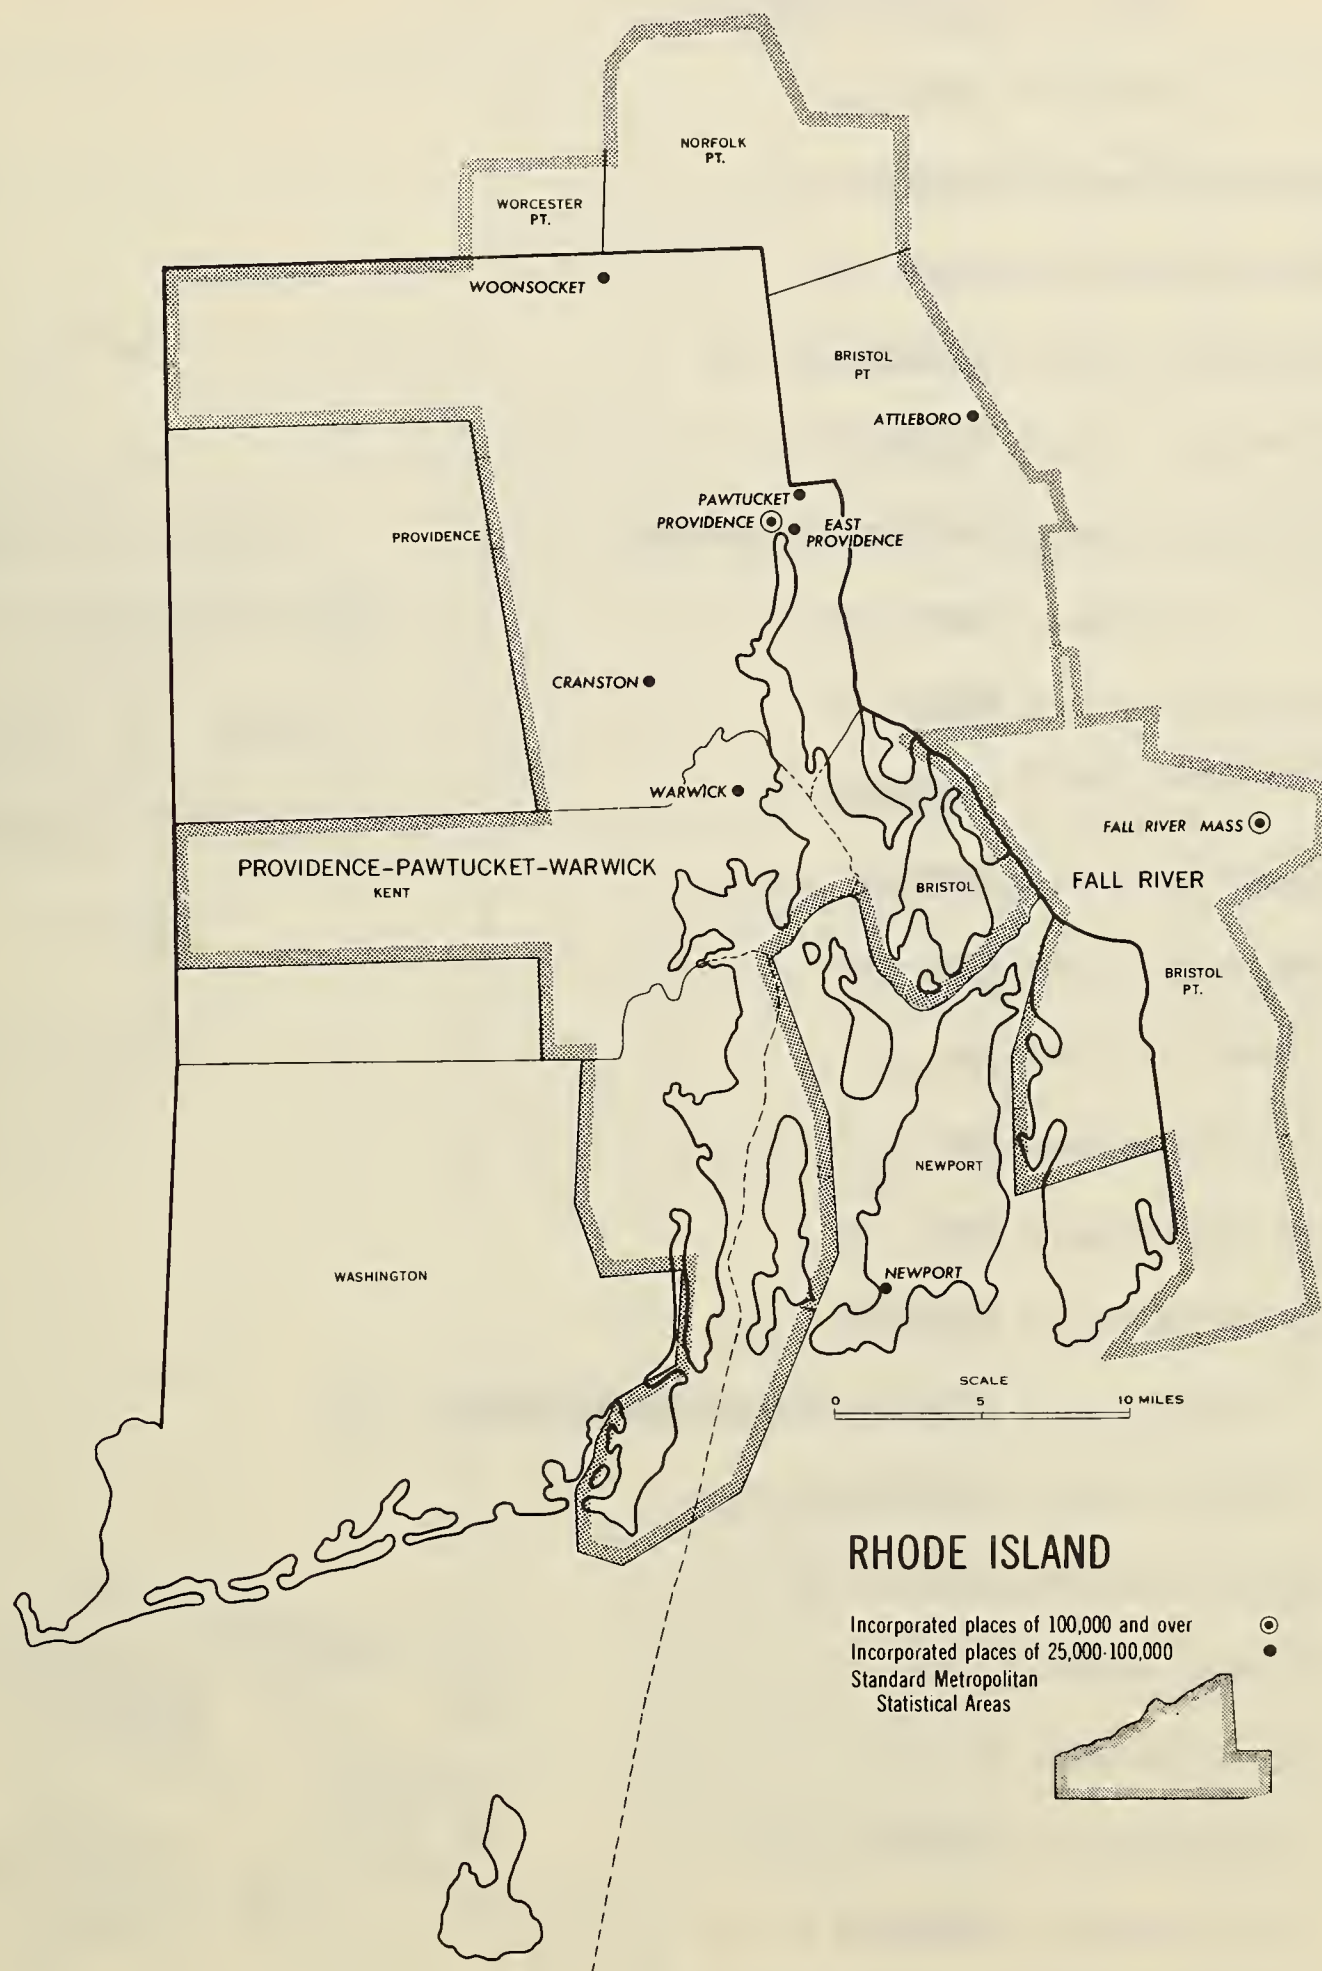 NORFOLK
PT.
WORCESTER
PT.
WOONSOCKET
BRISTOL
PT
ATTLEBORO
PAWTUCKET
PROVIDENCE
EAST
PROVIDENCE
PROVIDENCE
CRANSTON
WARWICK
FALL RIVER MASS
PROVIDENCE-PAWTUCKET-WARWICK
KENT
BRISTOL
FALL RIVER
BRISTOL
PT.
NEWPORT
WASHINGTON
NEWPORT
SCALE
0 5 10 MILES
RHODE ISLAND
Incorporated places of 100,000 and over
Incorporated places of 25,000-100,000
Standard Metropolitan
Statistical Areas